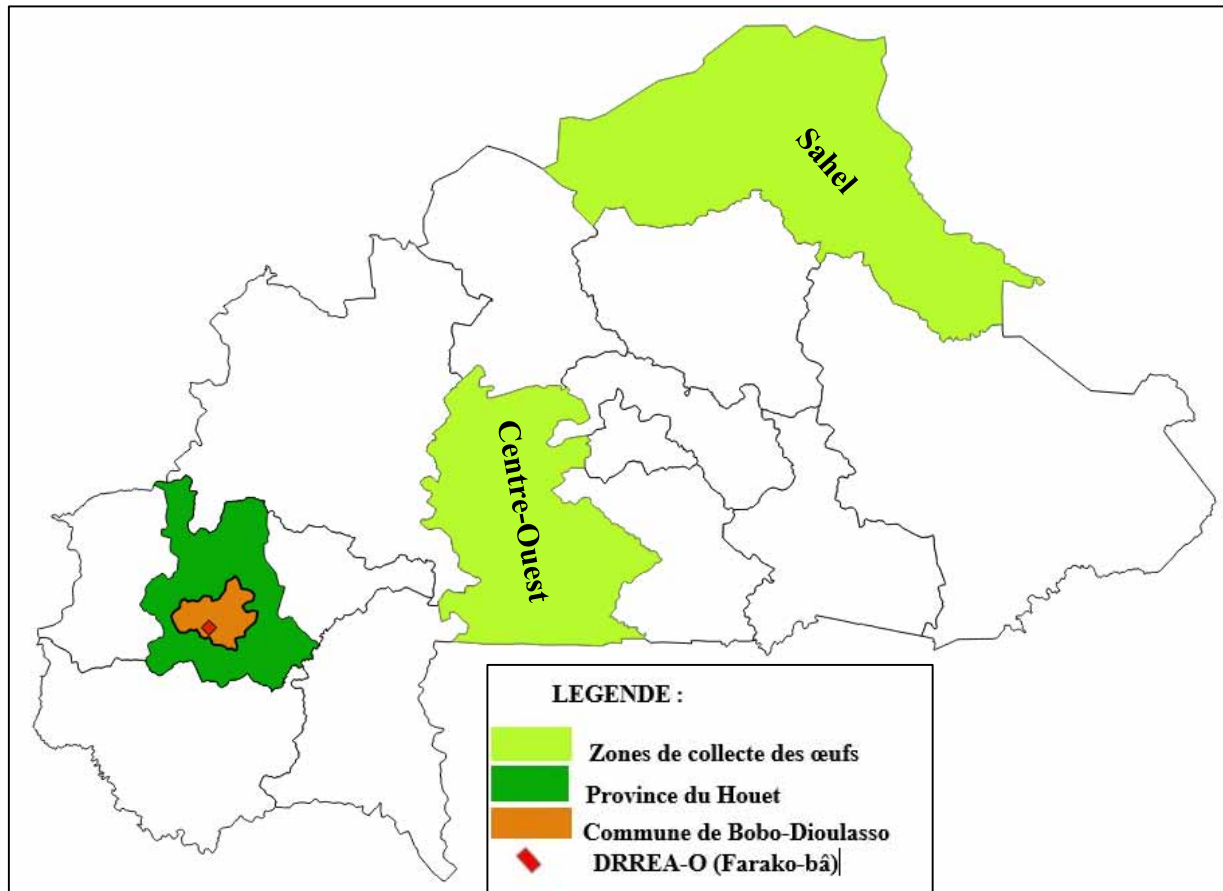 Sahel
Centre-Ouest
LEGENDE :
Zones de collecte des œufs
Province du Houet
Commune de Bobo-Dioulasso
DRREA-O (Farako-bâ)